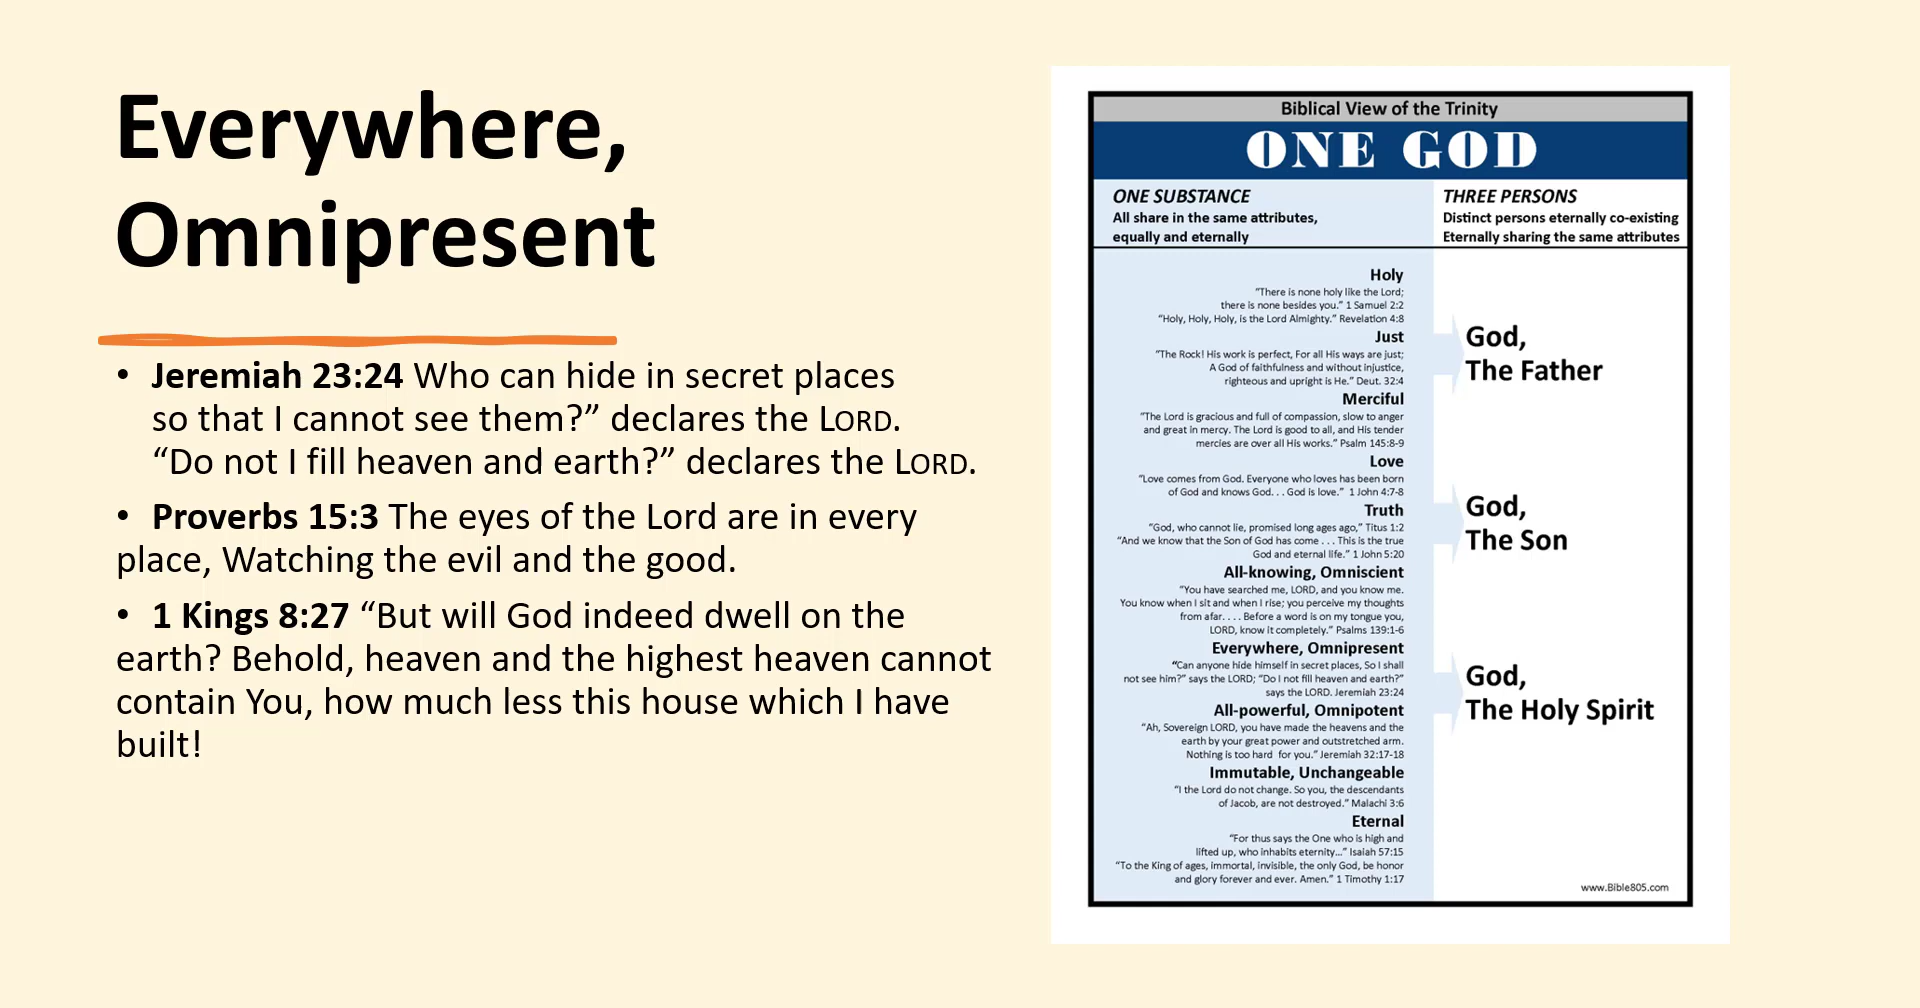 Everywhere,
Omnipresent
• Jeremiah 23:24 Who can hide in secret places
so that I cannot see them?” declares the LORD.
“Do not I fill heaven and earth?” declares the LORD.
• Proverbs 15:3 The eyes of the Lord are in every
place, Watching the evil and the good.
• 1 Kings 8:27 “But will God indeed dwell on the
earth? Behold, heaven and the highest heaven cannot
contain You, how much less this house which I have
built!
Biblical View of the Trinity
ONE GOD
ONE SUBSTANCE
All share in the same attributes,
equally and eternally
THREE PERSONS
Distinct persons eternally co-existing
Eternally sharing the same attributes
Holy
“There is none holy like the Lord;
there is none besides you.” 1 Samuel 2:2
“Holy, Holy, Holy, is the Lord Almighty.” Revelation 4:8
Just
“The Rock! His work is perfect, For all His ways are just;
A God of faithfulness and without injustice,
righteous and upright is He.” Deut. 32:4
Merciful
“The Lord is gracious and full of compassion, slow to anger
and great in mercy. The Lord is good to all, and His tender
mercies are over all His works.” Psalm 145:8-9
Love
“Love comes from God. Everyone who loves has been born
of God and knows God. . . God is love.” 1 John 4:7-8
Truth
“God, who cannot lie, promised long ages ago,” Titus 1:2
“And we know that the Son of God has come . . . This is the true
God and eternal life.” 1 John 5:20
All-knowing, Omniscient
“You have searched me, LORD, and you know me.
You know when I sit and when I rise; you perceive my thoughts
from afar. . . . Before a word is on my tongue you,
LORD, know it completely.” Psalms 139:1-6
Everywhere, Omnipresent
“Can anyone hide himself in secret places, So I shall
not see him?” says the LORD; “Do I not fill heaven and earth?”
says the LORD. Jeremiah 23:24
All-powerful, Omnipotent
“Ah, Sovereign LORD, you have made the heavens and the
earth by your great power and outstretched arm.
Nothing is too hard for you.” Jeremiah 32:17-18
Immutable, Unchangeable
“I the Lord do not change. So you, the descendants
of Jacob, are not destroyed.” Malachi 3:6
Eternal
“For thus says the One who is high and
lifted up, who inhabits eternity...” Isaiah 57:15
“To the King of ages, immortal, invisible, the only God, be honor
and glory forever and ever. Amen.” 1 Timothy 1:17
God,
The Father
God,
The Son
God,
The Holy Spirit
www.Bible805.com